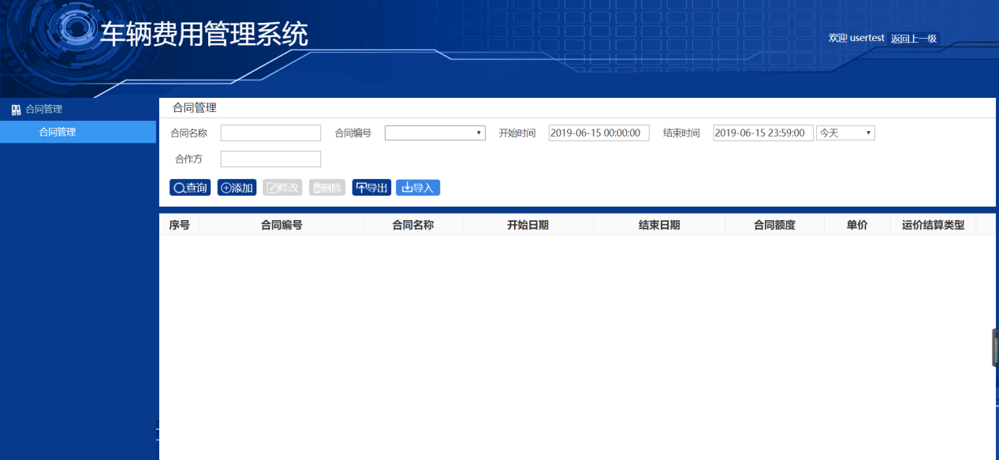 车辆费用管理系统
欢迎 usertest 返回上一级
合同管理
合同管理
合同管理
合同名称 合同编号 开始时间 2019-06-15 00:00:00 结束时间 2019-06-15 23:59:00 今天
合作方
查询 添加 修改 删除 导出 导入
序号 合同编号 合同名称 开始日期 结束日期 合同额度 单价 运价结算类型